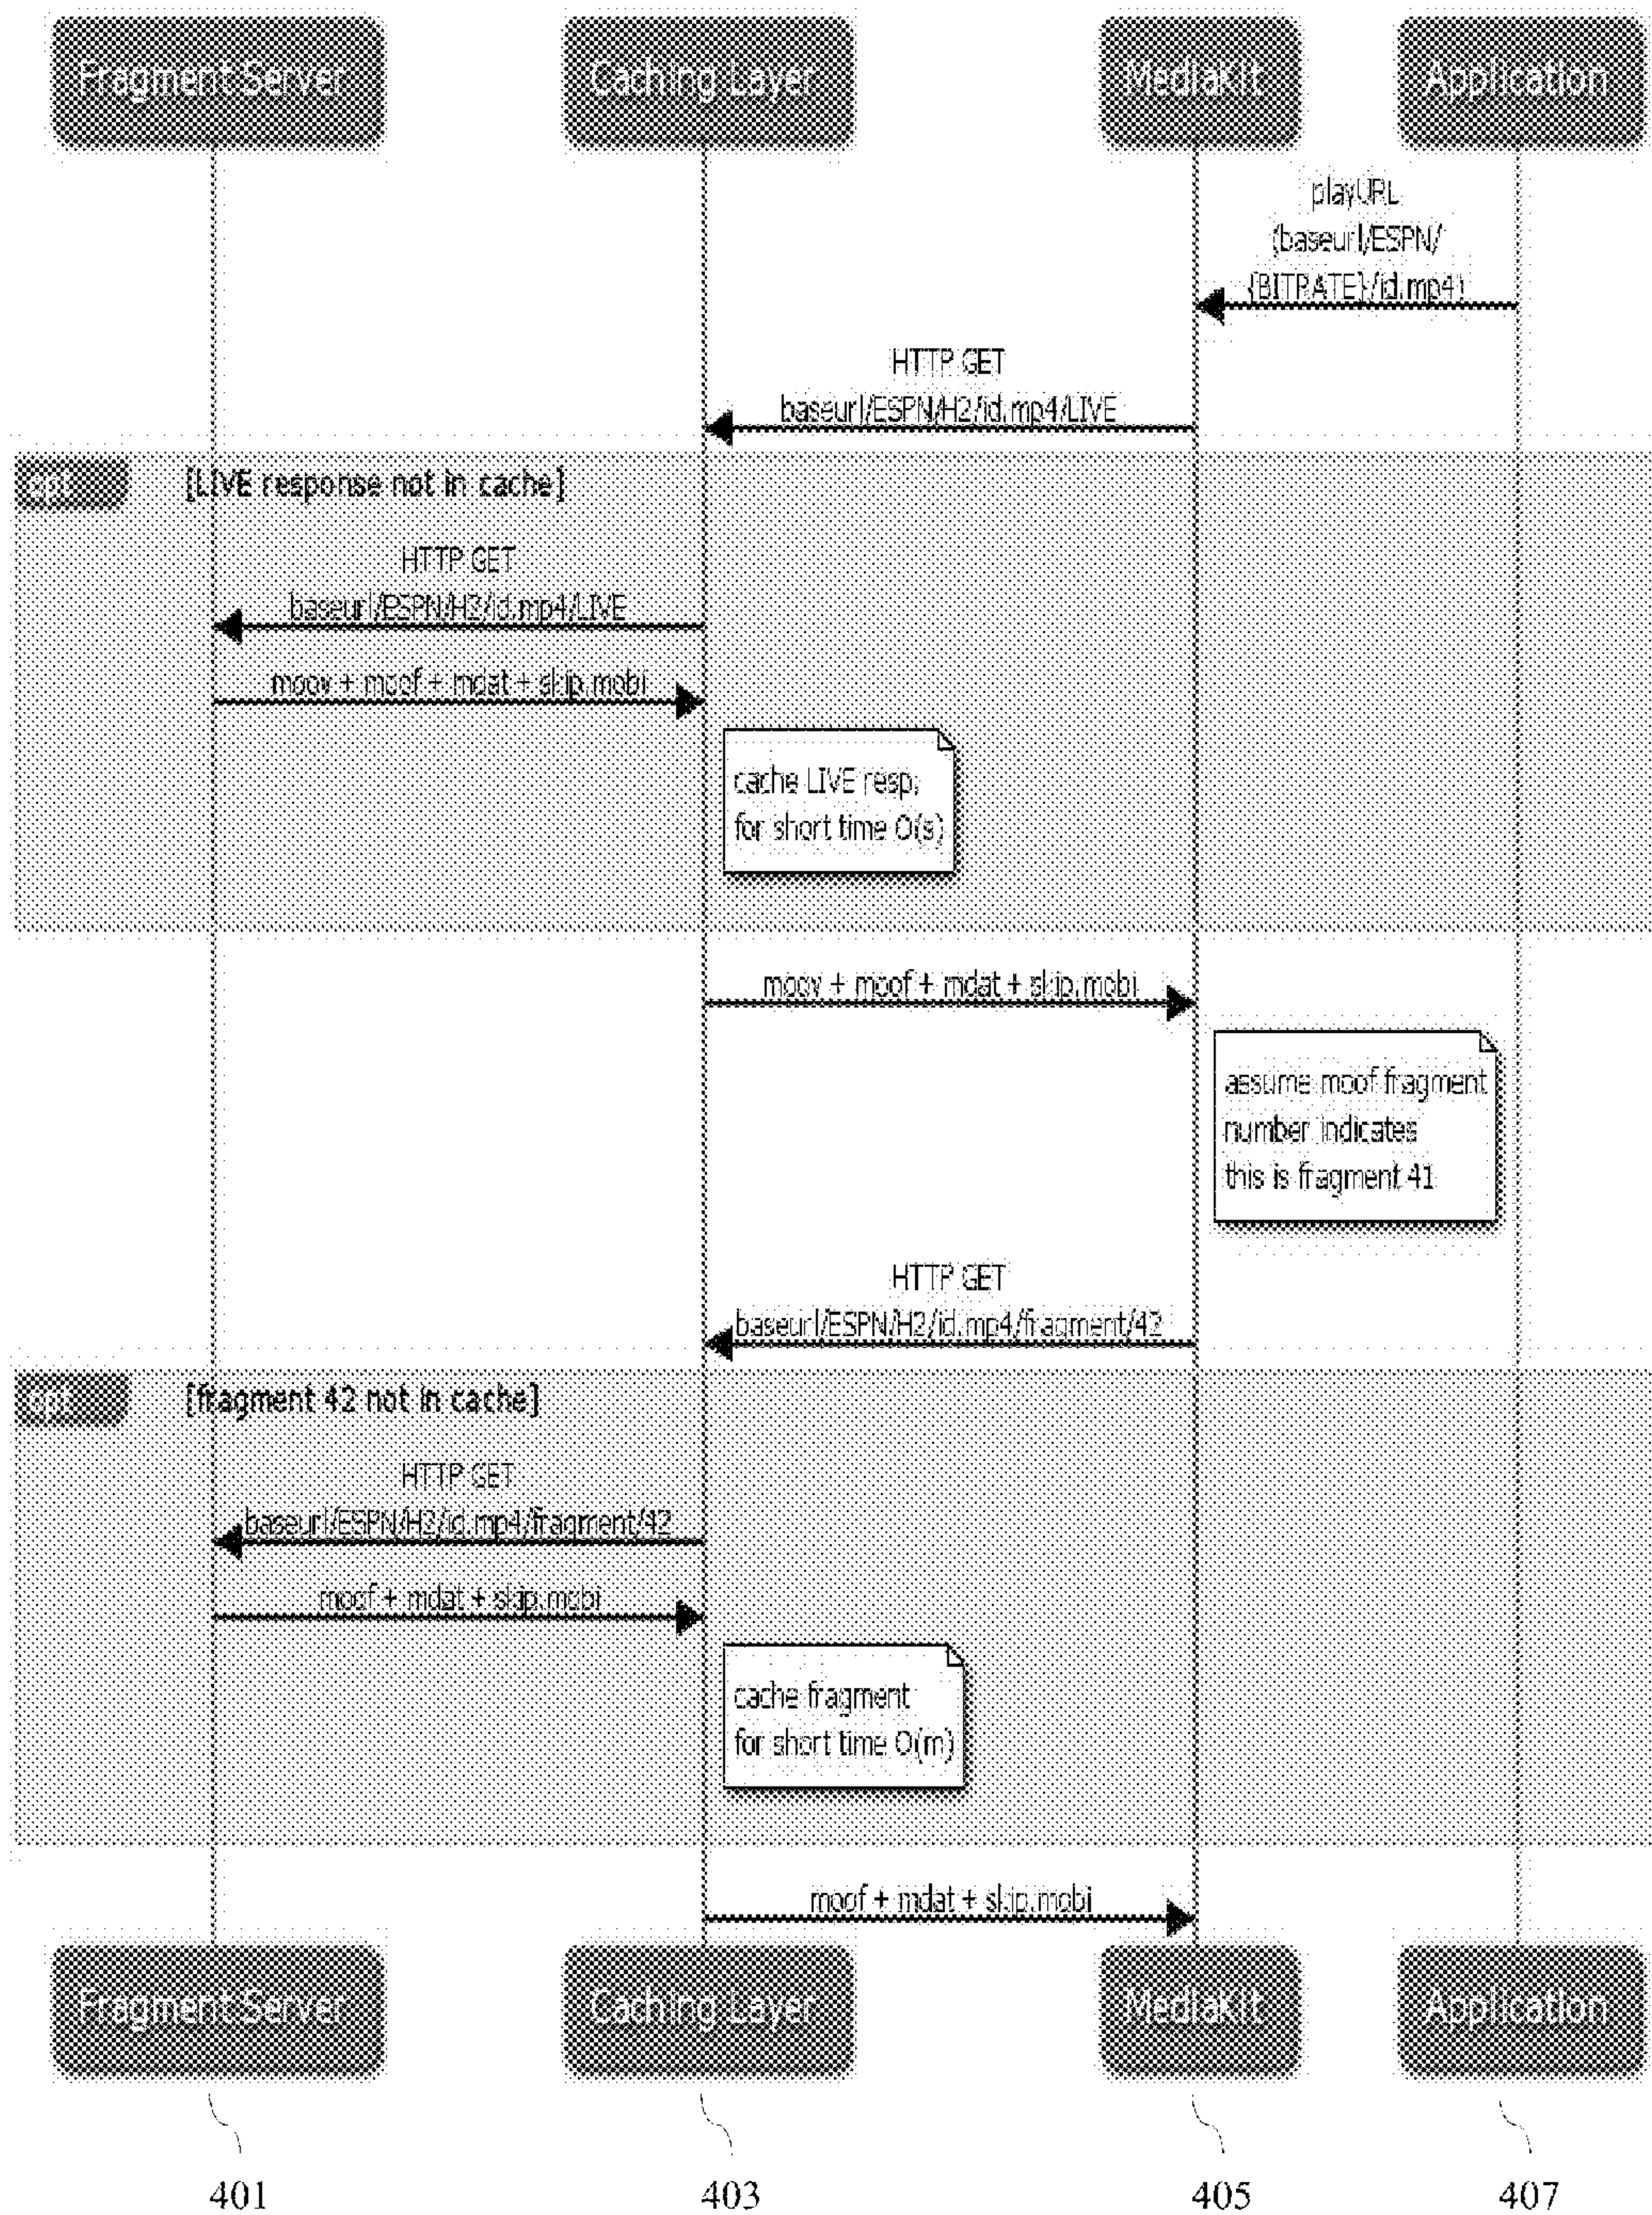 Fragment Server
Caching Layer
MediaKit
Application
playURL
(baseurl/ESPN/
{BITRATE}/id.mp4)
HTTP GET
baseurl/ESPN/H2/id.mp4/LIVE
opt
[LIVE response not in cache]
HTTP GET
baseurl/ESPN/H2/id.mp4/LIVE
moov + moof + mdat + skip.mobi
cache LIVE resp,
for short time O(s)
moov + moof + mdat + skip.mobi
assume moof fragment
number indicates
this is fragment 41
HTTP GET
baseurl/ESPN/H2/id.mp4/fragment/42
opt
[fragment 42 not in cache]
HTTP GET
baseurl/ESPN/H2/id.mp4/fragment/42
moof + mdat + skip.mobi
cache fragment
for short time O(m)
moof + mdat + skip.mobi
Fragment Server
Caching Layer
MediaKit
Application
401
403
405
407